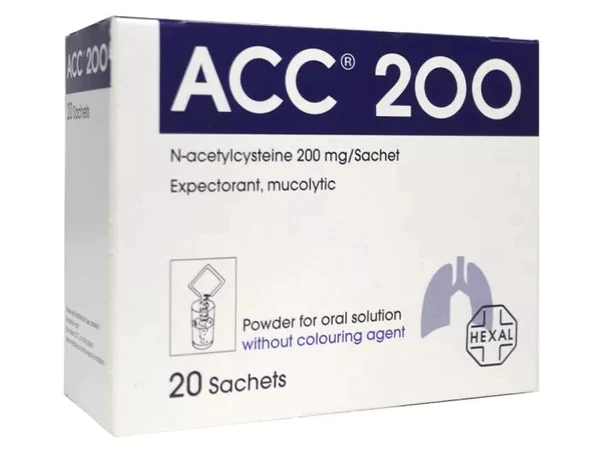 ACC® 200
20 Sachets
ACC® 200
N-acetylcysteine 200 mg/Sachet
Expectorant, mucolytic
Powder for oral solution
without colouring agent
HEXAL
20 Sachets